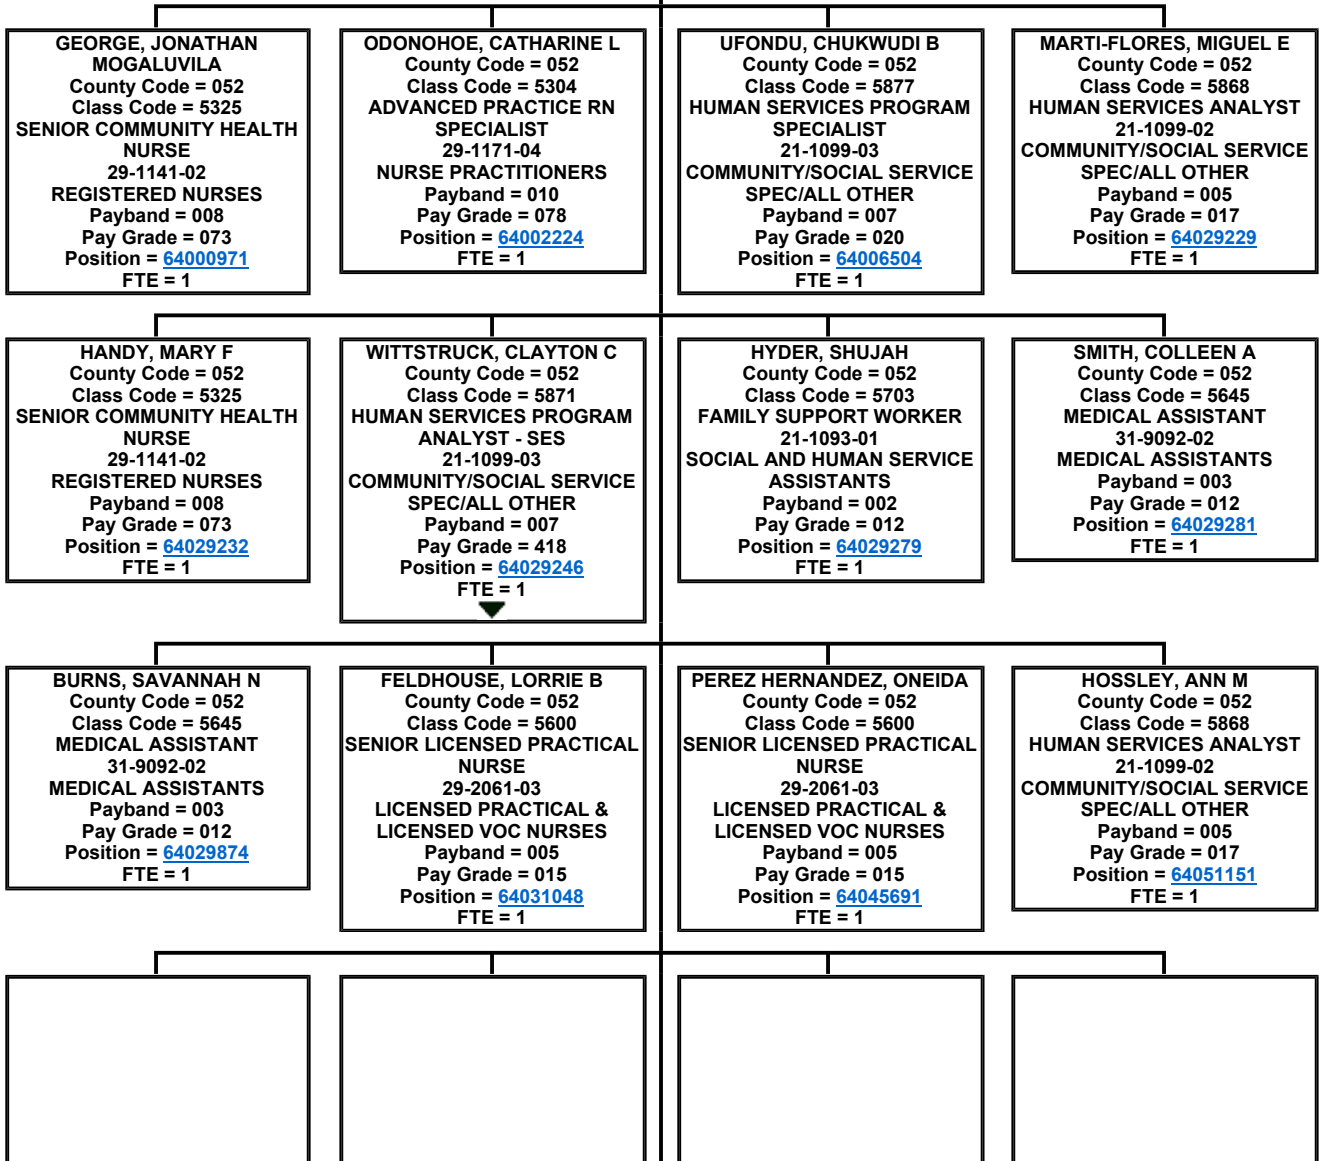 GEORGE, JONATHAN
MOGALUVILA
County Code = 052
Class Code = 5325
SENIOR COMMUNITY HEALTH
NURSE
29-1141-02
REGISTERED NURSES
Payband = 008
Pay Grade = 073
Position = 64000971
FTE = 1
ODONOHOE, CATHARINE L
County Code = 052
Class Code = 5304
ADVANCED PRACTICE RN
SPECIALIST
29-1171-04
NURSE PRACTITIONERS
Payband = 010
Pay Grade = 078
Position = 64002224
FTE = 1
UFONDU, CHUKWUDI B
County Code = 052
Class Code = 5877
HUMAN SERVICES PROGRAM
SPECIALIST
21-1099-03
COMMUNITY/SOCIAL SERVICE
SPEC/ALL OTHER
Payband = 007
Pay Grade = 020
Position = 64006504
FTE = 1
MARTI-FLORES, MIGUEL E
County Code = 052
Class Code = 5868
HUMAN SERVICES ANALYST
21-1099-02
COMMUNITY/SOCIAL SERVICE
SPEC/ALL OTHER
Payband = 005
Pay Grade = 017
Position = 64029229
FTE = 1
HANDY, MARY F
County Code = 052
Class Code = 5325
SENIOR COMMUNITY HEALTH
NURSE
29-1141-02
REGISTERED NURSES
Payband = 008
Pay Grade = 073
Position = 64029232
FTE = 1
WITTSTRUCK, CLAYTON C
County Code = 052
Class Code = 5871
HUMAN SERVICES PROGRAM
ANALYST - SES
21-1099-03
COMMUNITY/SOCIAL SERVICE
SPEC/ALL OTHER
Payband = 007
Pay Grade = 418
Position = 64029246
FTE = 1
HYDER, SHUJAH
County Code = 052
Class Code = 5703
FAMILY SUPPORT WORKER
21-1093-01
SOCIAL AND HUMAN SERVICE
ASSISTANTS
Payband = 002
Pay Grade = 012
Position = 64029279
FTE = 1
SMITH, COLLEEN A
County Code = 052
Class Code = 5645
MEDICAL ASSISTANT
31-9092-02
MEDICAL ASSISTANTS
Payband = 003
Pay Grade = 012
Position = 64029281
FTE = 1
BURNS, SAVANNAH N
County Code = 052
Class Code = 5645
MEDICAL ASSISTANT
31-9092-02
MEDICAL ASSISTANTS
Payband = 003
Pay Grade = 012
Position = 64029874
FTE = 1
FELDHOUSE, LORRIE B
County Code = 052
Class Code = 5600
SENIOR LICENSED PRACTICAL
NURSE
29-2061-03
LICENSED PRACTICAL &
LICENSED VOC NURSES
Payband = 005
Pay Grade = 015
Position = 64031048
FTE = 1
PEREZ HERNANDEZ, ONEIDA
County Code = 052
Class Code = 5600
SENIOR LICENSED PRACTICAL
NURSE
29-2061-03
LICENSED PRACTICAL &
LICENSED VOC NURSES
Payband = 005
Pay Grade = 015
Position = 64045691
FTE = 1
HOSSLEY, ANN M
County Code = 052
Class Code = 5868
HUMAN SERVICES ANALYST
21-1099-02
COMMUNITY/SOCIAL SERVICE
SPEC/ALL OTHER
Payband = 005
Pay Grade = 017
Position = 64051151
FTE = 1